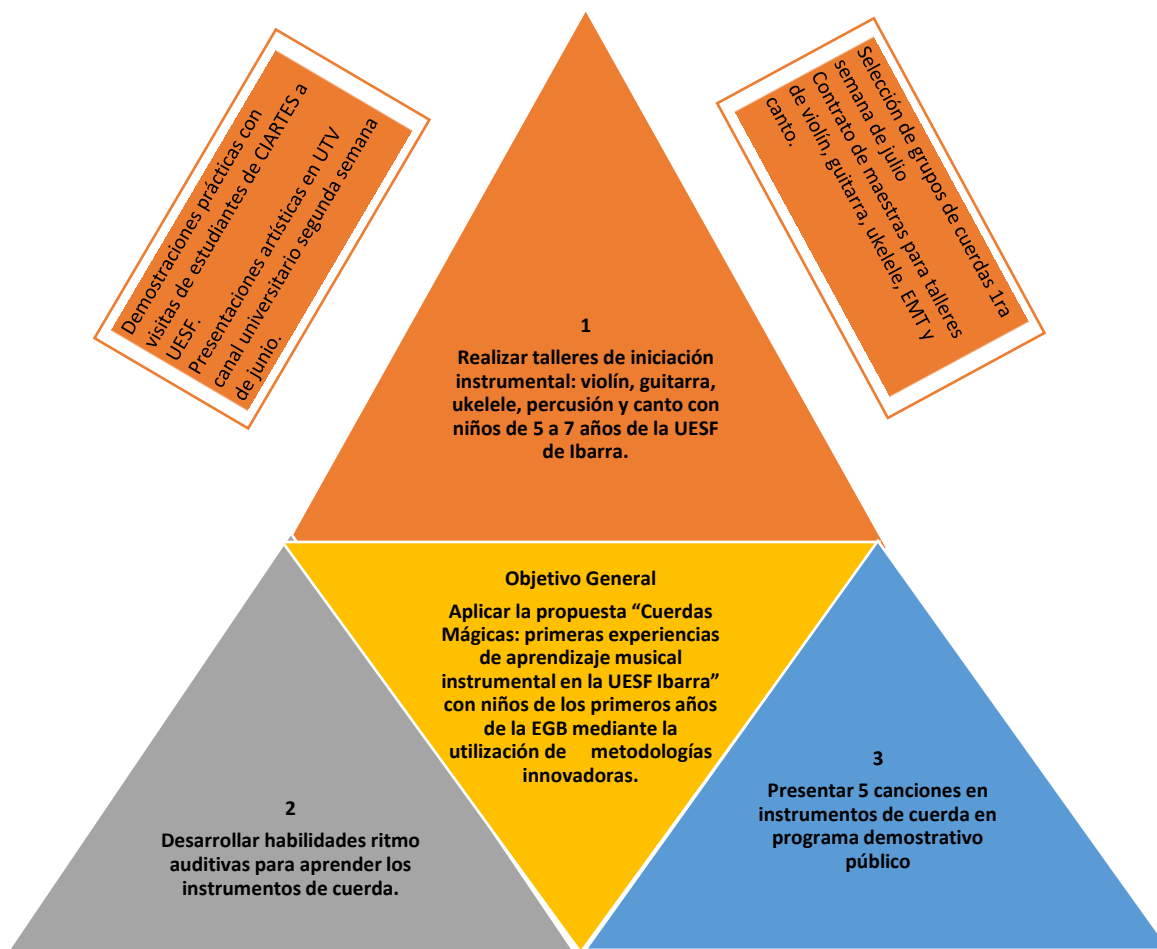 Demostraciones prácticas con
visitas de estudiantes de CIARTES a
UESF.
Presentaciones artísticas en UTV
canal universitario segunda semana
de junio.
Selección de grupos de cuerdas 1ra
semana de julio
Contrato de maestras para talleres
de violín, guitarra, ukelele, EMT y
canto.
1
Realizar talleres de iniciación
instrumental: violín, guitarra,
ukelele, percusión y canto con
niños de 5 a 7 años de la UESF
de Ibarra.
Objetivo General
Aplicar la propuesta “Cuerdas
Mágicas: primeras experiencias
de aprendizaje musical
instrumental en la UESF Ibarra”
con niños de los primeros años
de la EGB mediante la
utilización de metodologías
innovadoras.
2
Desarrollar habilidades ritmo
auditivas para aprender los
instrumentos de cuerda.
3
Presentar 5 canciones en
instrumentos de cuerda en
programa demostrativo
público